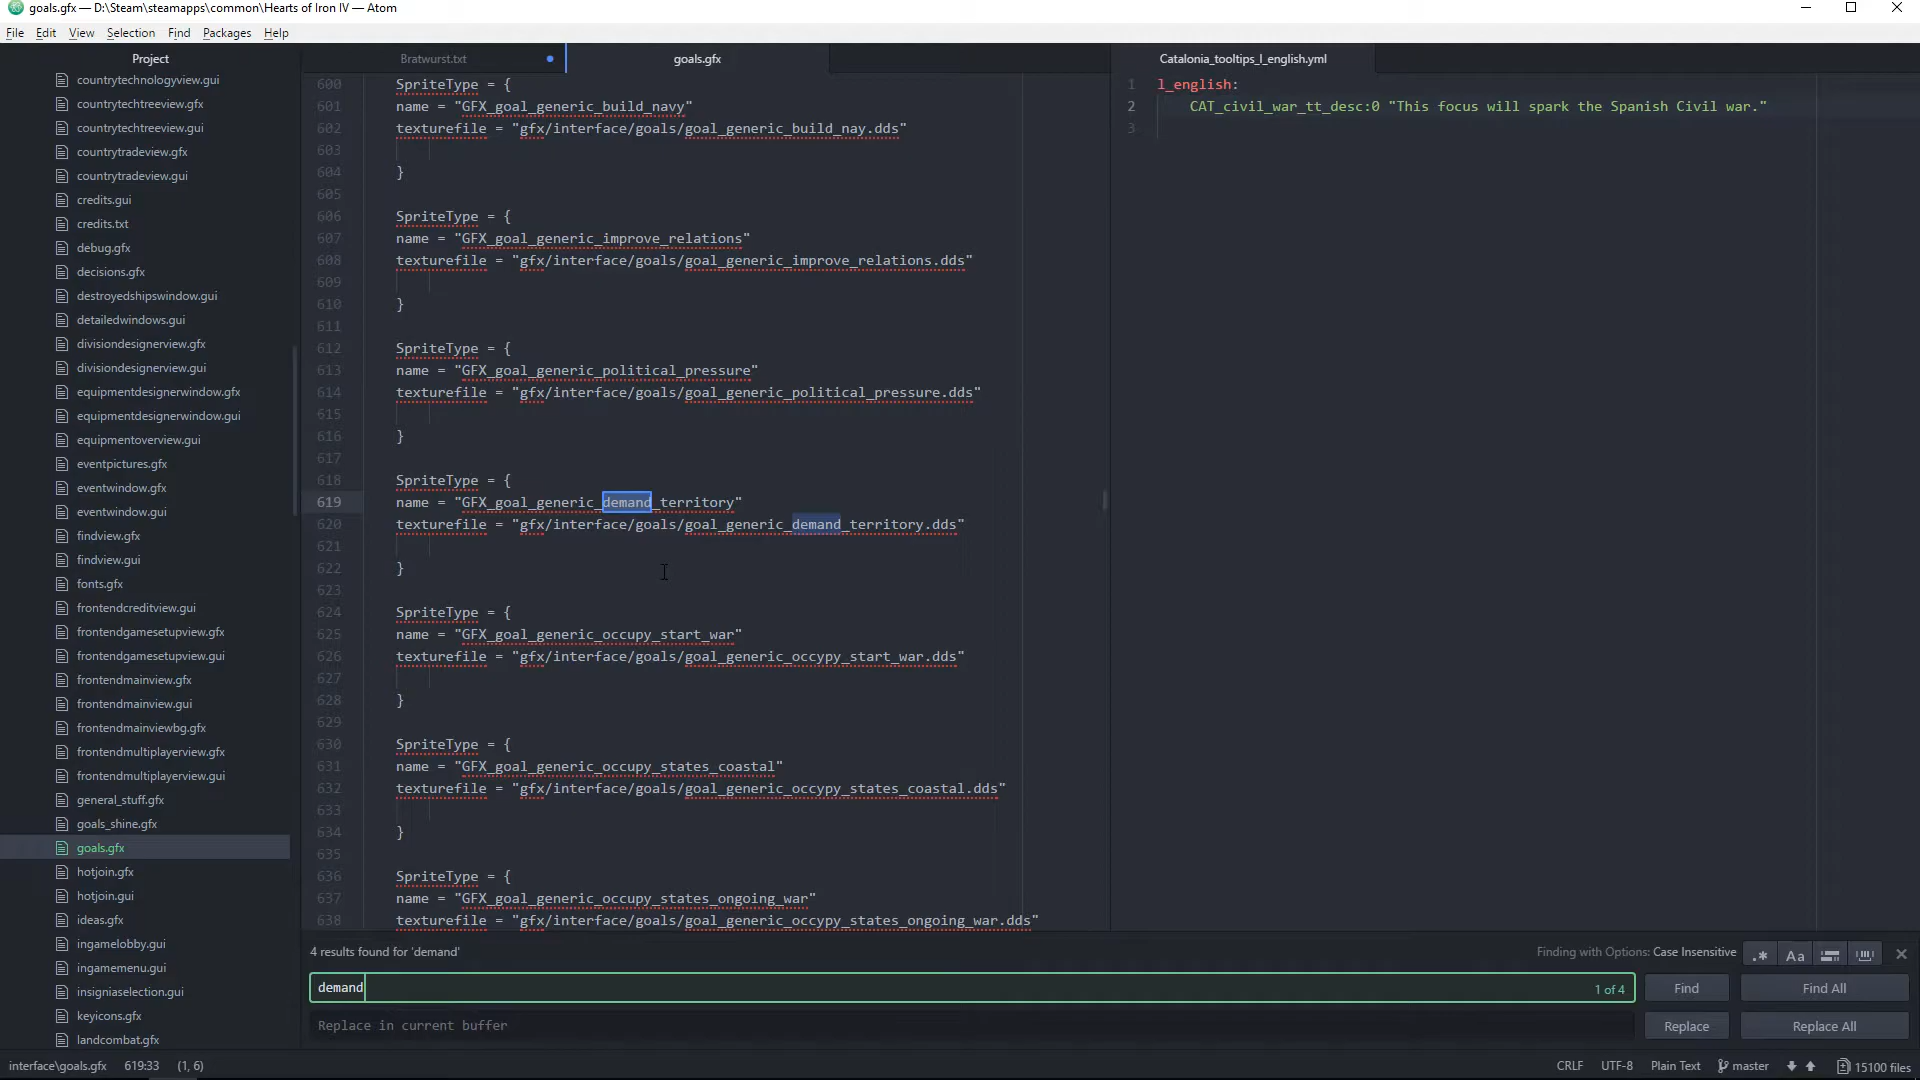 goals.gfx — D:\Steam\steamapps\common\Hearts of Iron IV — Atom
File Edit View Selection Find Packages Help
Project
countrytechnologyview.gui
countrytechtreeview.gfx
countrytechtreeview.gui
countrytradeview.gfx
countrytradeview.gui
credits.gui
credits.txt
debug.gfx
decisions.gfx
destroyedshipswindow.gui
detailedwindows.gui
divisiondesignerview.gfx
divisiondesignerview.gui
equipmentdesignerwindow.gfx
equipmentdesignerwindow.gui
equipmentoverview.gui
eventpictures.gfx
eventwindow.gfx
eventwindow.gui
findview.gfx
findview.gui
fonts.gfx
frontendcreditview.gui
frontendgamesetupview.gfx
frontendgamesetupview.gui
frontendmainview.gfx
frontendmainview.gui
frontendmainviewbg.gfx
frontendmultiplayerview.gfx
frontendmultiplayerview.gui
general_stuff.gfx
goals_shine.gfx
goals.gfx
hotjoin.gfx
hotjoin.gui
ideas.gfx
ingamelobby.gui
ingamemenu.gui
insigniaselection.gui
keyicons.gfx
landcombat.gfx
Bratwurst.txt
goals.gfx
600 SpriteType = {
601 name = "GFX_goal_generic_build_navy"
602 texturefile = "gfx/interface/goals/goal_generic_build_nay.dds"
603
604 }
605
606 SpriteType = {
607 name = "GFX_goal_generic_improve_relations"
608 texturefile = "gfx/interface/goals/goal_generic_improve_relations.dds"
609
610 }
611
612 SpriteType = {
613 name = "GFX_goal_generic_political_pressure"
614 texturefile = "gfx/interface/goals/goal_generic_political_pressure.dds"
615
616 }
617
618 SpriteType = {
619 name = "GFX_goal_generic_demand_territory"
620 texturefile = "gfx/interface/goals/goal_generic_demand_territory.dds"
621
622 }
623
624 SpriteType = {
625 name = "GFX_goal_generic_occupy_start_war"
626 texturefile = "gfx/interface/goals/goal_generic_occypy_start_war.dds"
627
628 }
629
630 SpriteType = {
631 name = "GFX_goal_generic_occupy_states_coastal"
632 texturefile = "gfx/interface/goals/goal_generic_occypy_states_coastal.dds"
633
634 }
635
636 SpriteType = {
637 name = "GFX_goal_generic_occupy_states_ongoing_war"
638 texturefile = "gfx/interface/goals/goal_generic_occypy_states_ongoing_war.dds"
Catalonia_tooltips_l_english.yml
1 l_english:
2 CAT_civil_war_tt_desc:0 "This focus will spark the Spanish Civil war."
3
4 results found for 'demand'
Finding with Options: Case Insensitive
.* Aa
demand
1 of 4
Find
Find All
Replace in current buffer
Replace
Replace All
interface\goals.gfx 619:33 (1, 6)
CRLF UTF-8 Plain Text master 15100 files